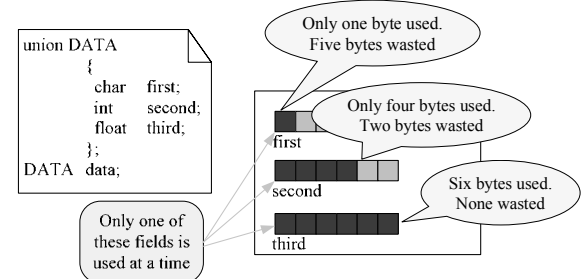 union DATA
{
char first;
int second;
float third;
};
DATA data;
Only one byte used.
Five bytes wasted
first
Only four bytes used.
Two bytes wasted
second
Six bytes used.
None wasted
third
Only one of
these fields is
used at a time